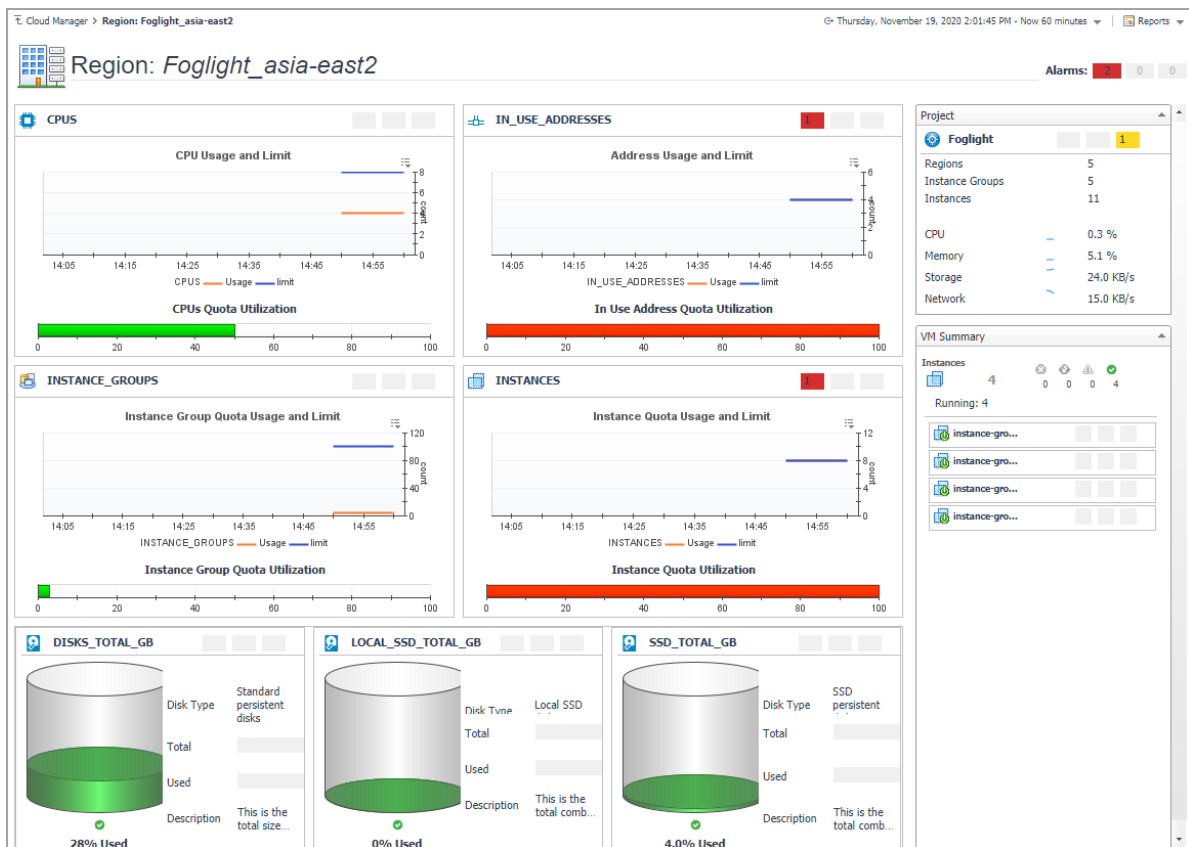 Cloud Manager > Region: Foglight_asia-east2
Thursday, November 19, 2020 2:01:45 PM - Now 60 minutes
Reports
Region: Foglight_asia-east2
Alarms: 2 0 0
CPUS
CPU Usage and Limit
8
6
4
2
0
count
14:05 14:15 14:25 14:35 14:45 14:55
CPUS Usage limit
CPUs Quota Utilization
0 20 40 60 80 100
IN_USE_ADDRESSES
1
Address Usage and Limit
6
4
2
0
count
14:05 14:15 14:25 14:35 14:45 14:55
IN_USE_ADDRESSES Usage limit
In Use Address Quota Utilization
0 20 40 60 80 100
INSTANCE_GROUPS
Instance Group Quota Usage and Limit
120
80
40
0
count
14:05 14:15 14:25 14:35 14:45 14:55
INSTANCE_GROUPS Usage limit
Instance Group Quota Utilization
0 20 40 60 80 100
INSTANCES
1
Instance Quota Usage and Limit
12
8
4
0
count
14:05 14:15 14:25 14:35 14:45 14:55
INSTANCES Usage limit
Instance Quota Utilization
0 20 40 60 80 100
DISKS_TOTAL_GB
Disk Type
Standard
persistent
disks
Total
Used
Description
This is the
total size...
28% Used
LOCAL_SSD_TOTAL_GB
Disk Type
Local SSD
Total
Used
Description
This is the
total comb...
0% Used
SSD_TOTAL_GB
Disk Type
SSD
persistent
Total
Used
Description
This is the
total comb...
4.0% Used
Project
Foglight
1
Regions 5
Instance Groups 5
Instances 11
CPU 0.3 %
Memory 5.1 %
Storage 24.0 KB/s
Network 15.0 KB/s
VM Summary
Instances
4
0 0 0 4
Running: 4
instance-gro...
instance-gro...
instance-gro...
instance-gro...